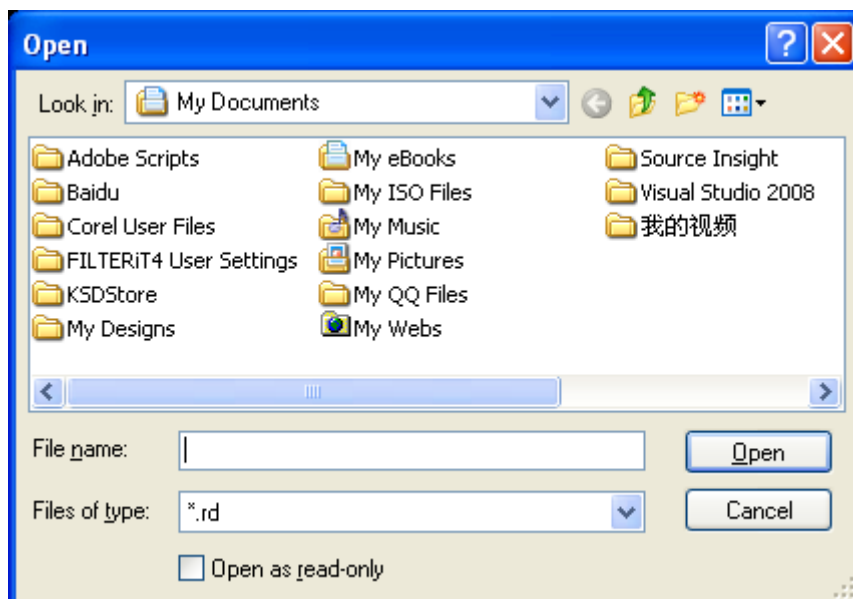 Open
Look in: My Documents
Adobe Scripts
Baidu
Corel User Files
FILTERiT4 User Settings
KSDStore
My Designs
My eBooks
My ISO Files
My Music
My Pictures
My QQ Files
My Webs
Source Insight
Visual Studio 2008
我的视频
File name:
Open
Files of type: *.rd
Cancel
Open as read-only